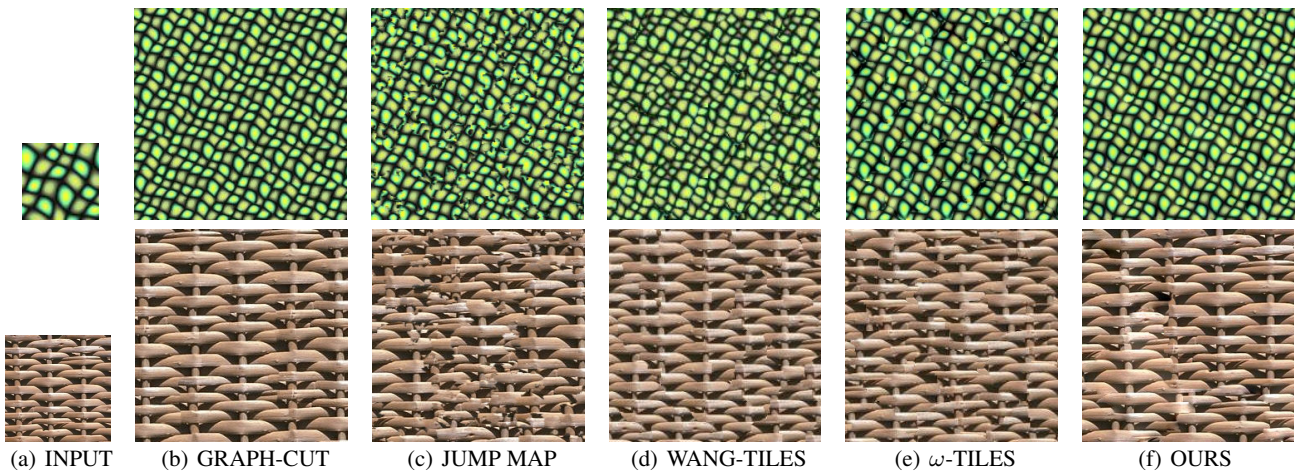 (a) INPUT (b) GRAPH-CUT (c) JUMP MAP (d) WANG-TILES (e) ω-TILES (f) OURS